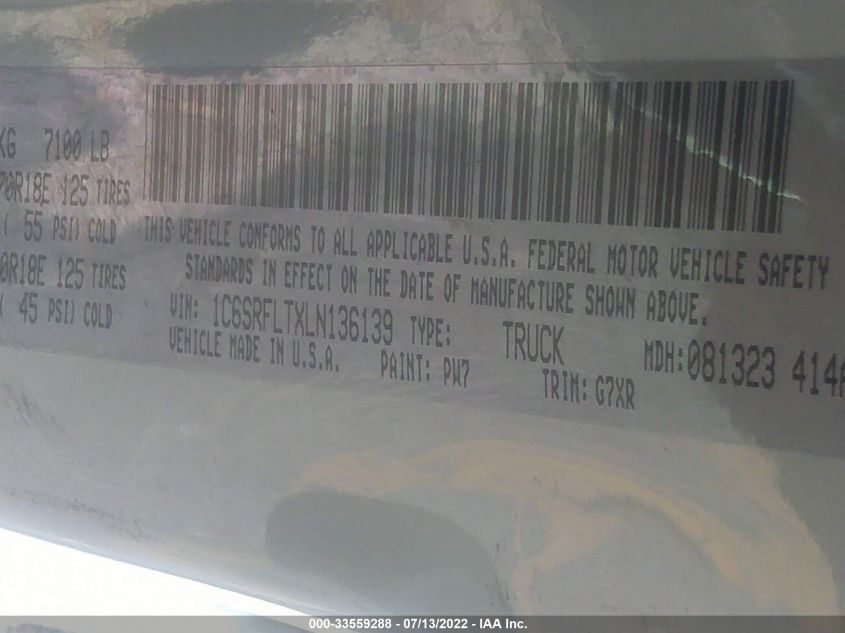 KG 7100 LB
70R18E 125 TIRES
( 55 PSI) COLD
0R18E 125 TIRES
( 45 PSI) COLD
THIS VEHICLE CONFORMS TO ALL APPLICABLE U.S.A. FEDERAL MOTOR VEHICLE SAFETY
STANDARDS IN EFFECT ON THE DATE OF MANUFACTURE SHOWN ABOVE.
VIN: 1C6SRFLTXLN136139 TYPE: TRUCK MDH:081323 414A
VEHICLE MADE IN U.S.A. PAINT: PW7 TRIM: G7XR
000-33559288 - 07/13/2022 - IAA Inc.